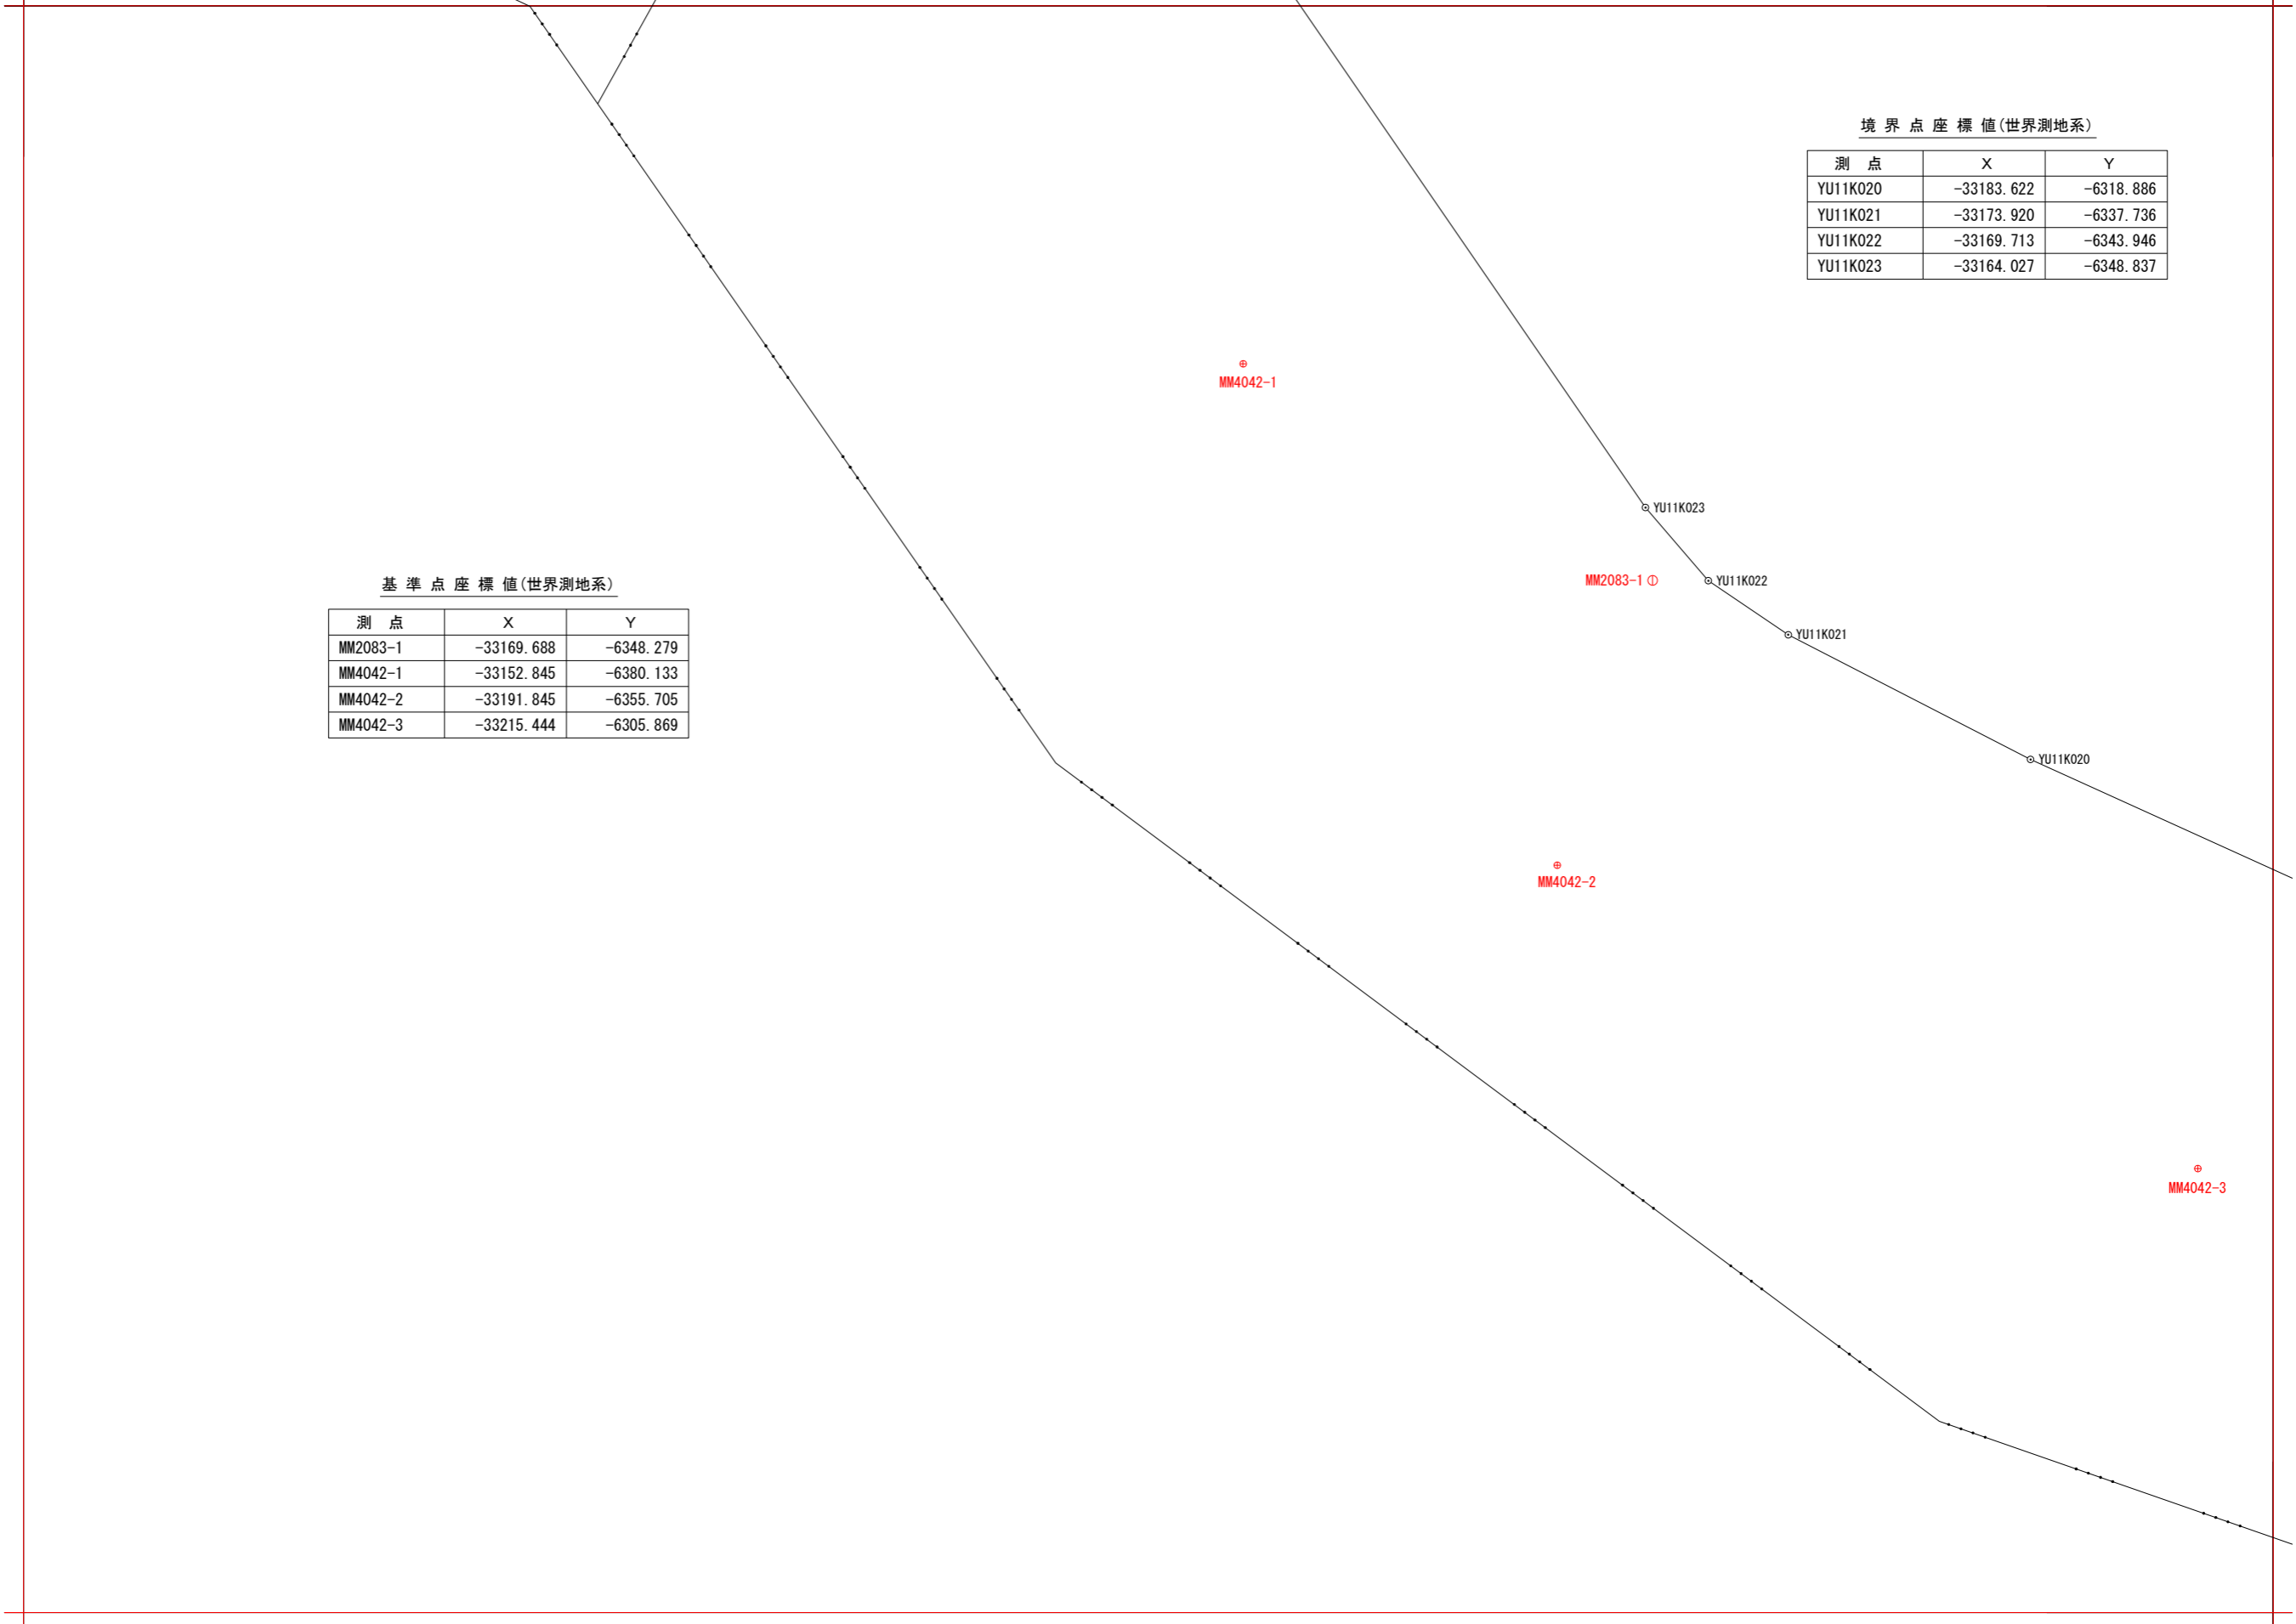 境 界 点 座 標 値(世界測地系)
測 点 X Y
YU11K020 -33183.622 -6318.886
YU11K021 -33173.920 -6337.736
YU11K022 -33169.713 -6343.946
YU11K023 -33164.027 -6348.837
MM4042-1
YU11K023
MM2083-1
YU11K022
YU11K021
基 準 点 座 標 値(世界測地系)
測 点 X Y
MM2083-1 -33169.688 -6348.279
MM4042-1 -33152.845 -6380.133
MM4042-2 -33191.845 -6355.705
MM4042-3 -33215.444 -6305.869
YU11K020
MM4042-2
MM4042-3